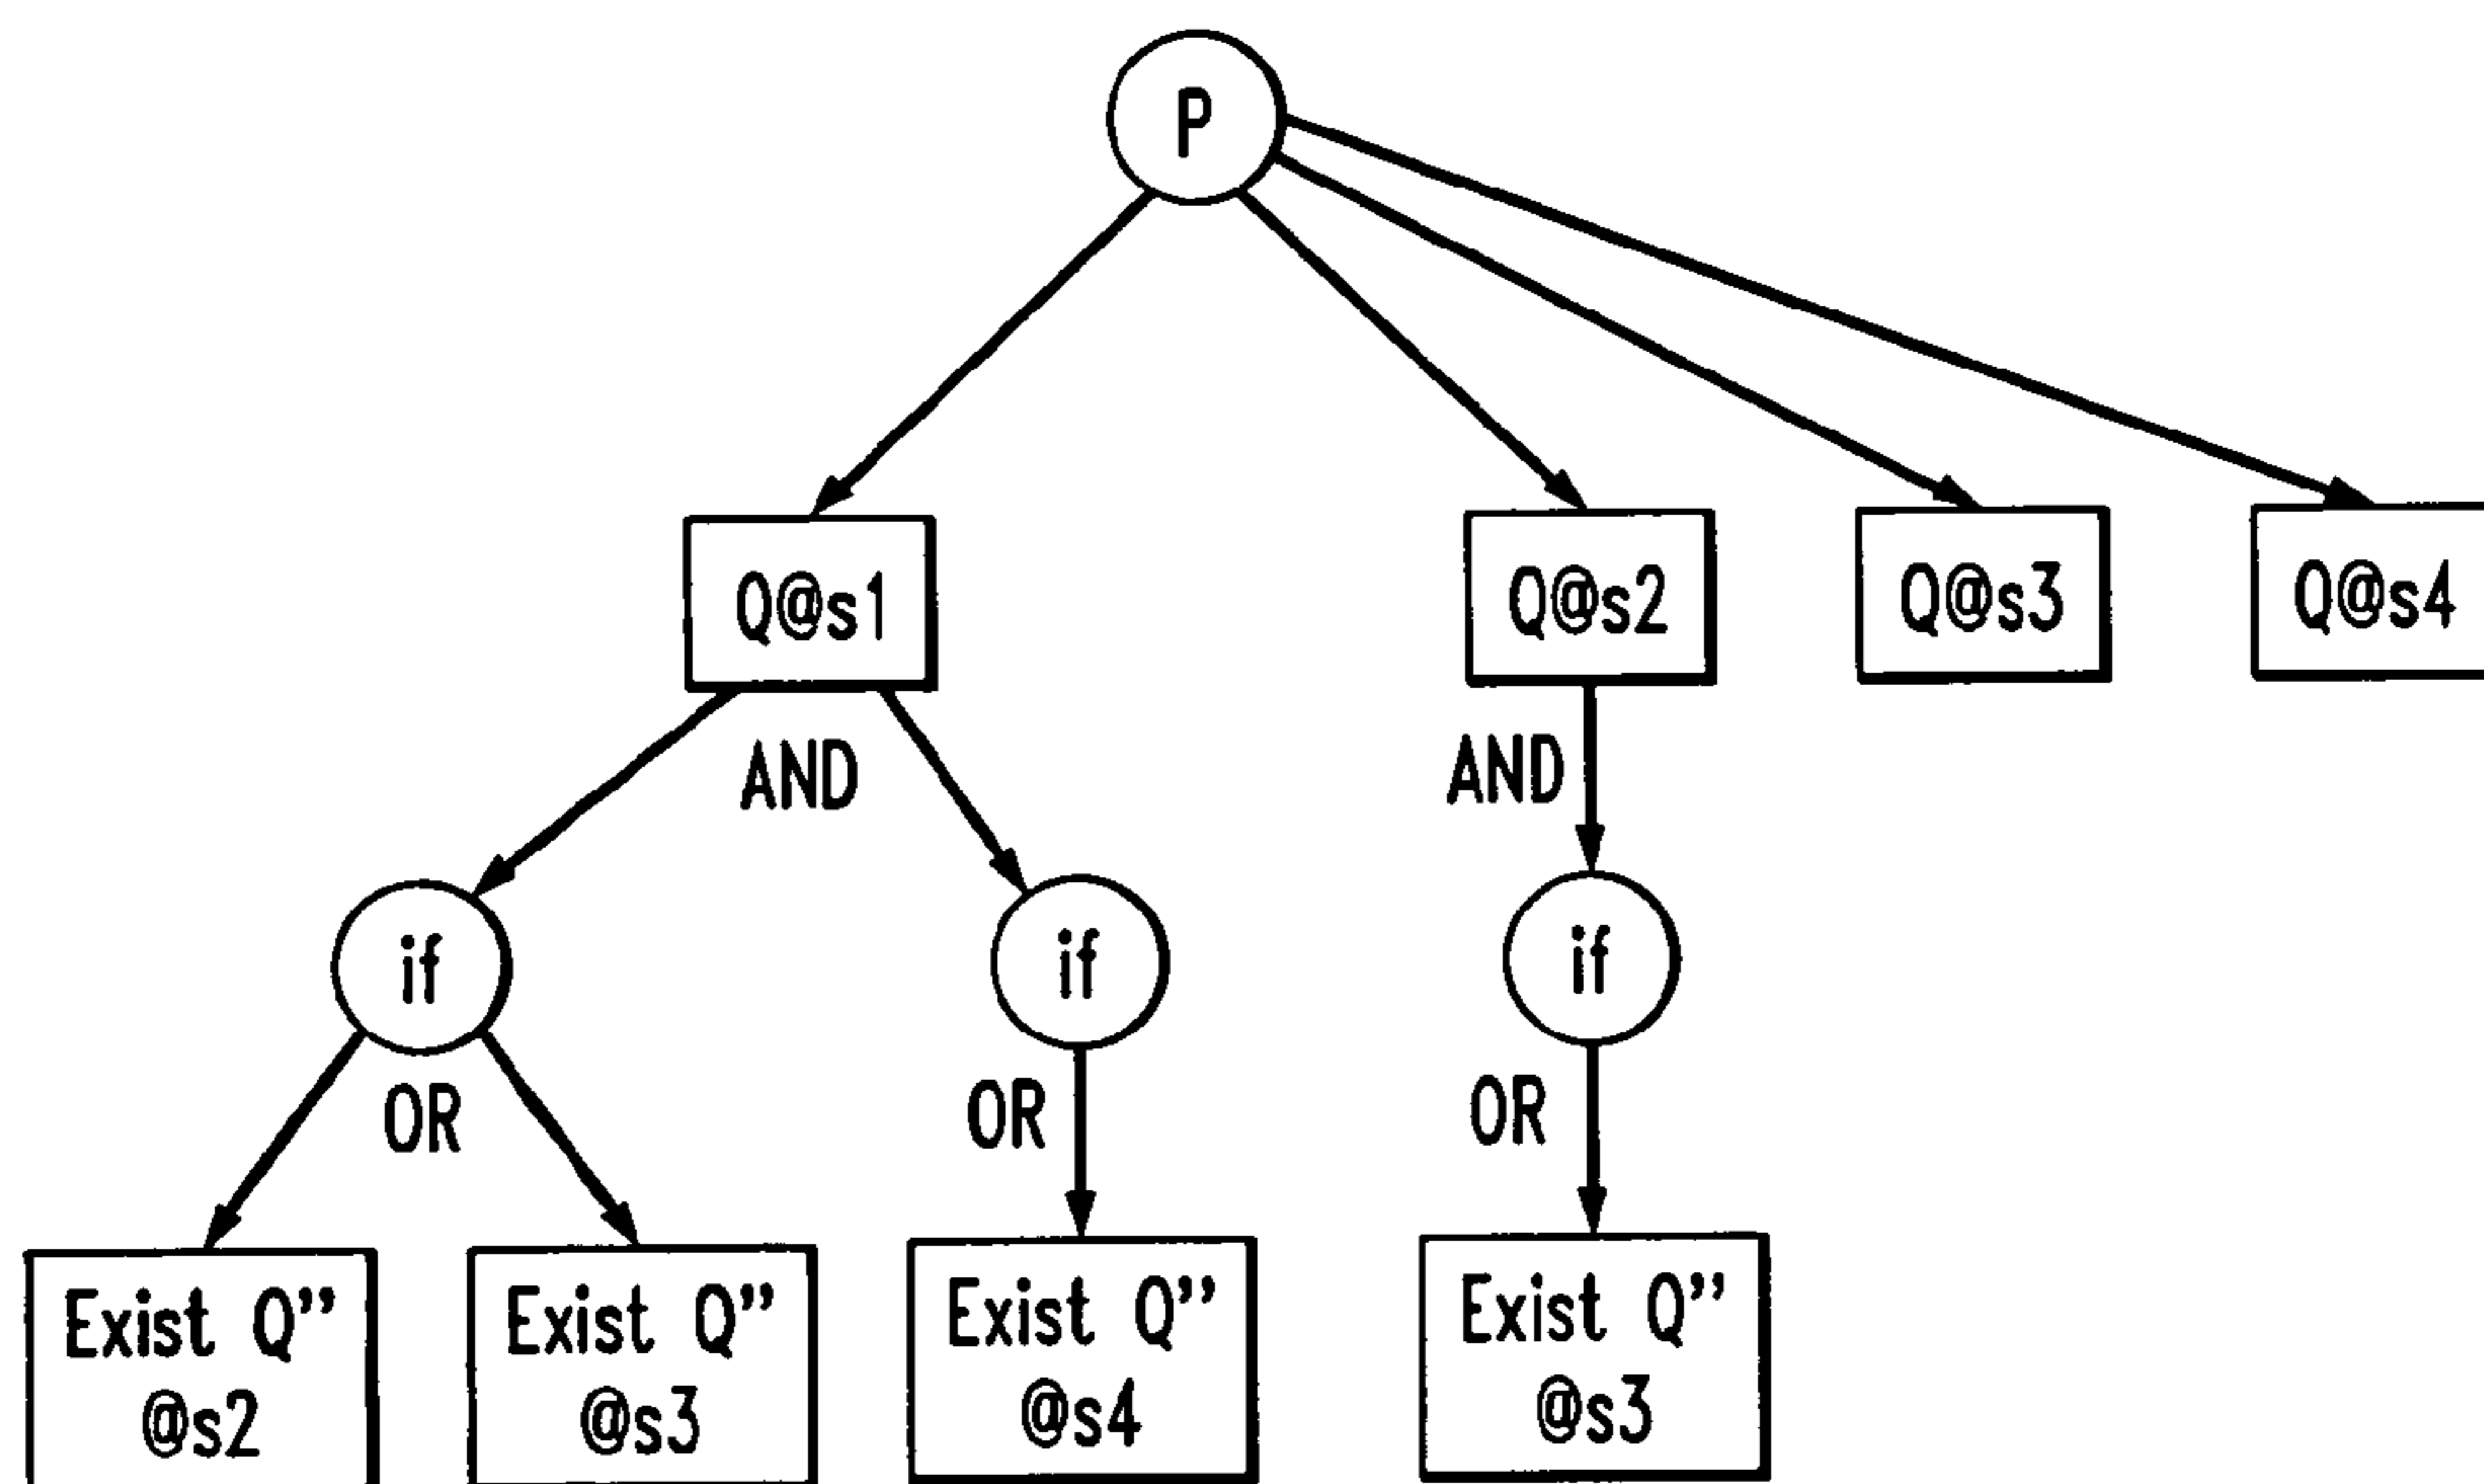 P
Q@s1
Q@s2
Q@s3
Q@s4
AND
AND
if
if
if
OR
OR
OR
Exist Q”
@s2
Exist Q”
@s3
Exist Q”
@s4
Exist Q”
@s3